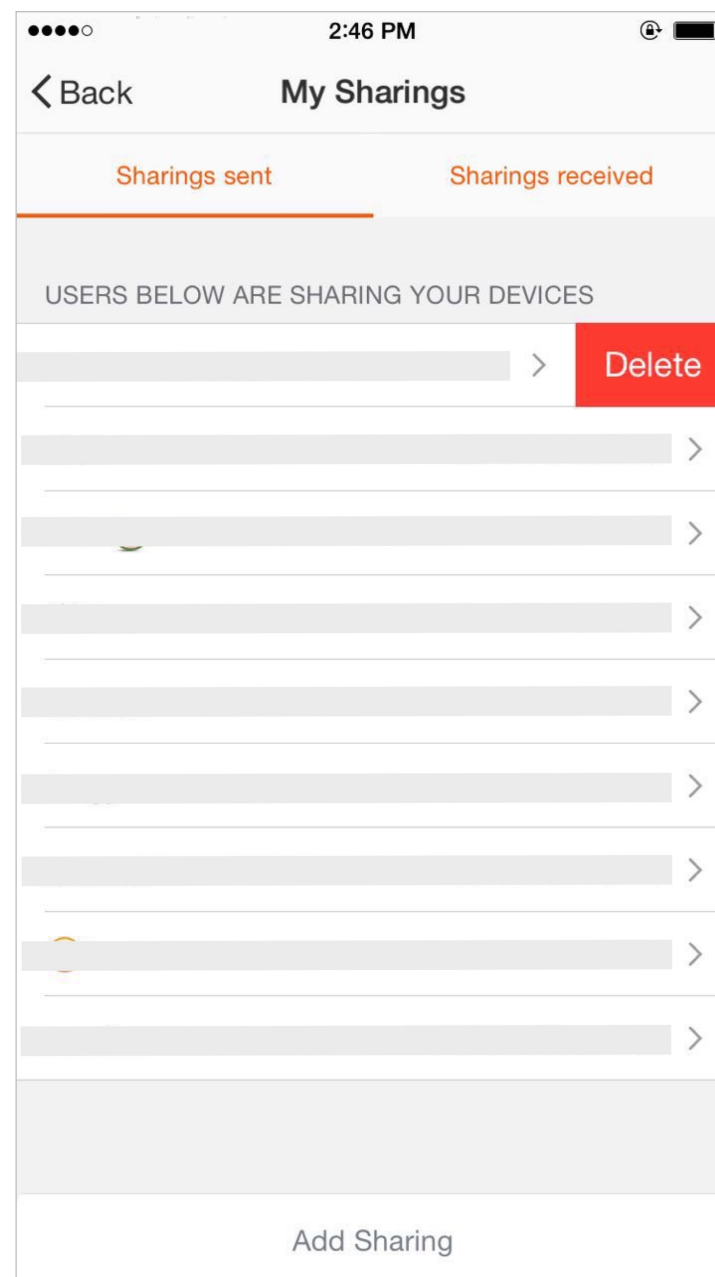 2:46 PM
Back
My Sharings
Sharings sent
Sharings received
USERS BELOW ARE SHARING YOUR DEVICES
Delete
Add Sharing